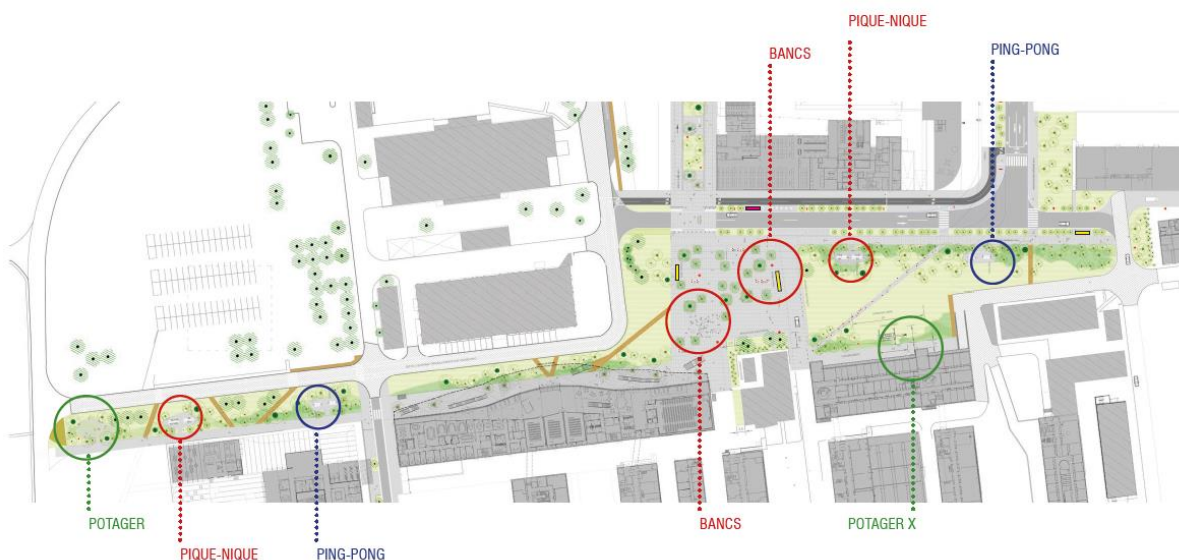 PIQUE-NIQUE
BANCS
PING-PONG
POTAGER
PIQUE-NIQUE
PING-PONG
BANCS
POTAGER X